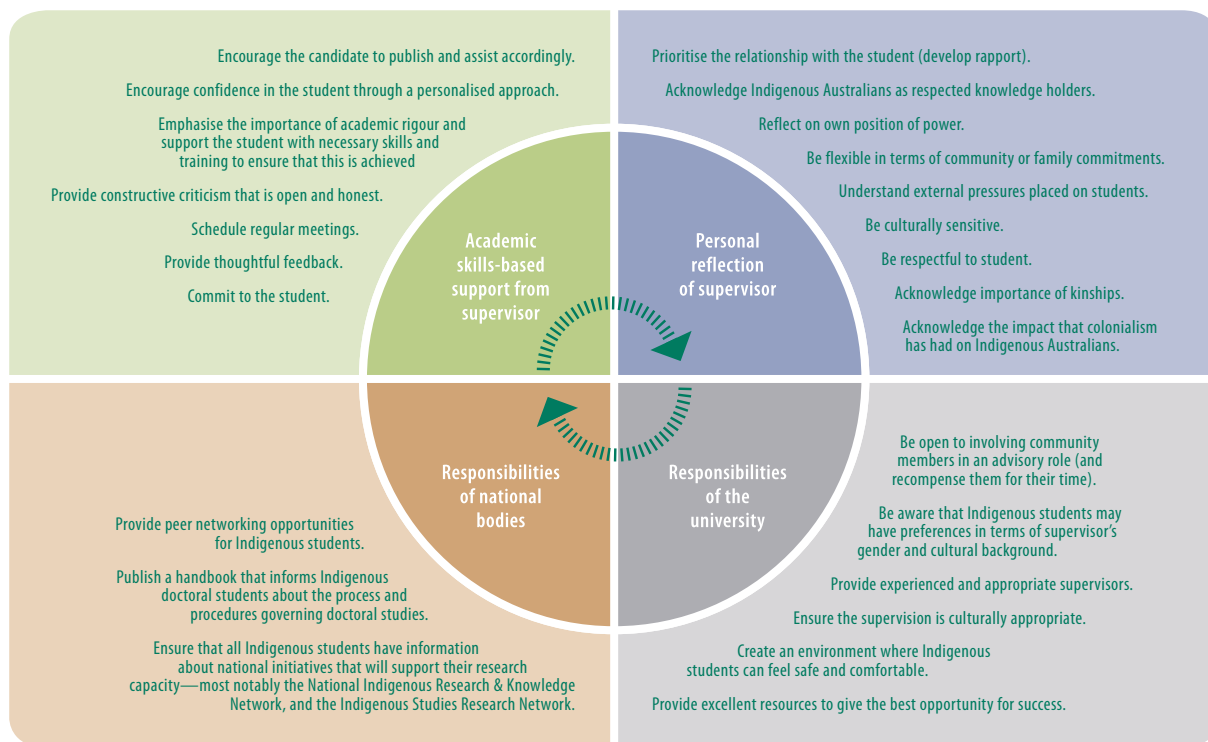 Encourage the candidate to publish and assist accordingly.
Encourage confidence in the student through a personalised approach.
Emphasise the importance of academic rigour and
support the student with necessary skills and
training to ensure that this is achieved
Provide constructive criticism that is open and honest.
Schedule regular meetings.
Provide thoughtful feedback.
Commit to the student.
Academic
skills-based
support from
supervisor
Prioritise the relationship with the student (develop rapport).
Acknowledge Indigenous Australians as respected knowledge holders.
Reflect on own position of power.
Be flexible in terms of community or family commitments.
Understand external pressures placed on students.
Be culturally sensitive.
Be respectful to student.
Acknowledge importance of kinships.
Acknowledge the impact that colonialism
has had on Indigenous Australians.
Personal
reflection
of supervisor
Responsibilities
of national
bodies
Provide peer networking opportunities
for Indigenous students.
Publish a handbook that informs Indigenous
doctoral students about the process and
procedures governing doctoral studies.
Ensure that all Indigenous students have information
about national initiatives that will support their research
capacity—most notably the National Indigenous Research & Knowledge
Network, and the Indigenous Studies Research Network.
Responsibilities
of the
university
Be open to involving community
members in an advisory role (and
recompense them for their time).
Be aware that Indigenous students may
have preferences in terms of supervisor's
gender and cultural background.
Provide experienced and appropriate supervisors.
Ensure the supervision is culturally appropriate.
Create an environment where Indigenous
students can feel safe and comfortable.
Provide excellent resources to give the best opportunity for success.